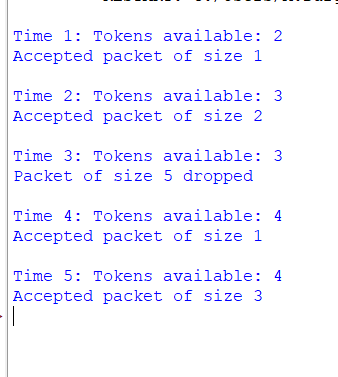 Time 1: Tokens available: 2
Accepted packet of size 1
Time 2: Tokens available: 3
Accepted packet of size 2
Time 3: Tokens available: 3
Packet of size 5 dropped
Time 4: Tokens available: 4
Accepted packet of size 1
Time 5: Tokens available: 4
Accepted packet of size 3